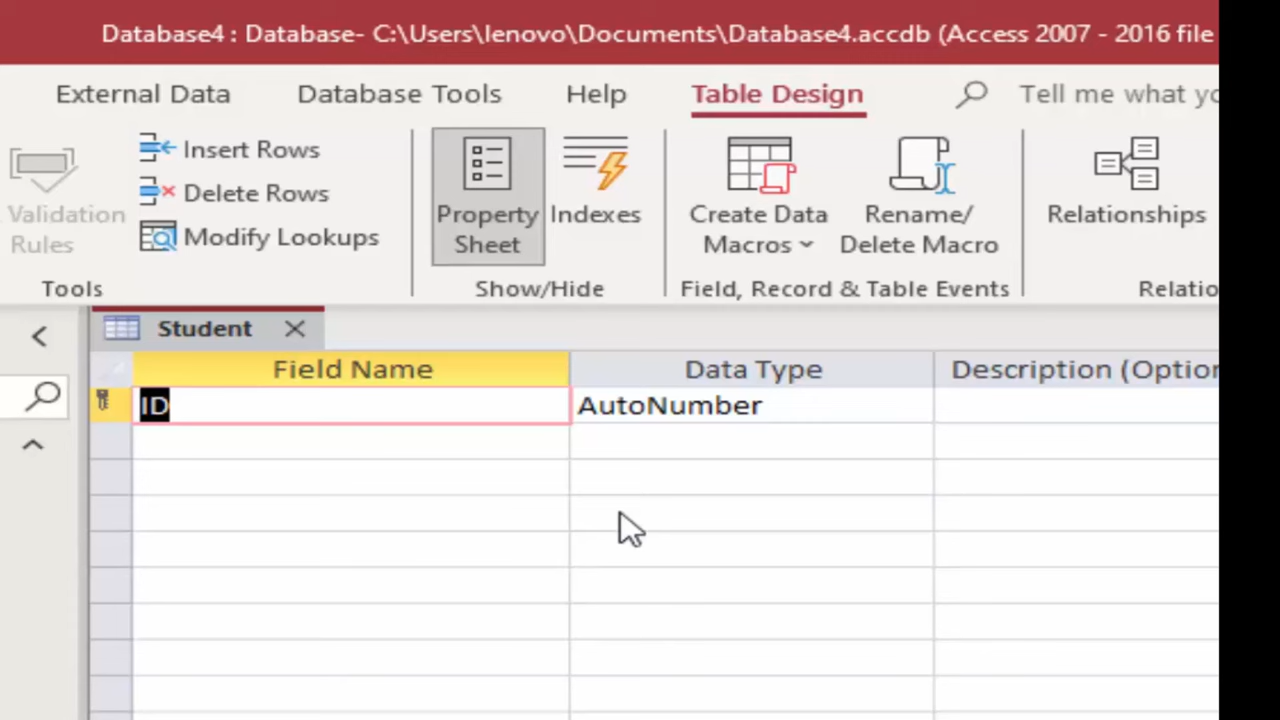 Database4 : Database- C:\Users\lenovo\Documents\Database4.accdb (Access 2007 - 2016 file
External Data Database Tools Help Table Design Tell me what yo
Validation Rules
Insert Rows
Delete Rows
Modify Lookups
Property Sheet
Indexes
Create Data Macros
Rename/ Delete Macro
Relationships
Tools Show/Hide Field, Record & Table Events Relatio
Student
Field Name Data Type Description (Option
ID AutoNumber